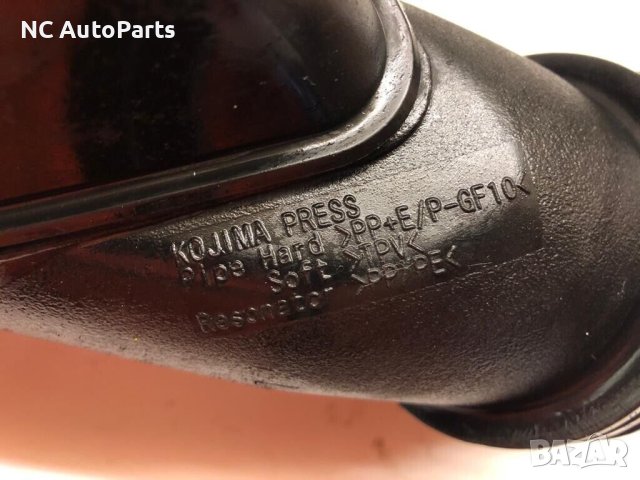 NC AutoParts
KOJIMA PRESS
Pipe Hard >PP+E/P-GF10<
Soft >TPV<
Resonator >PP+PE<
BAZAR